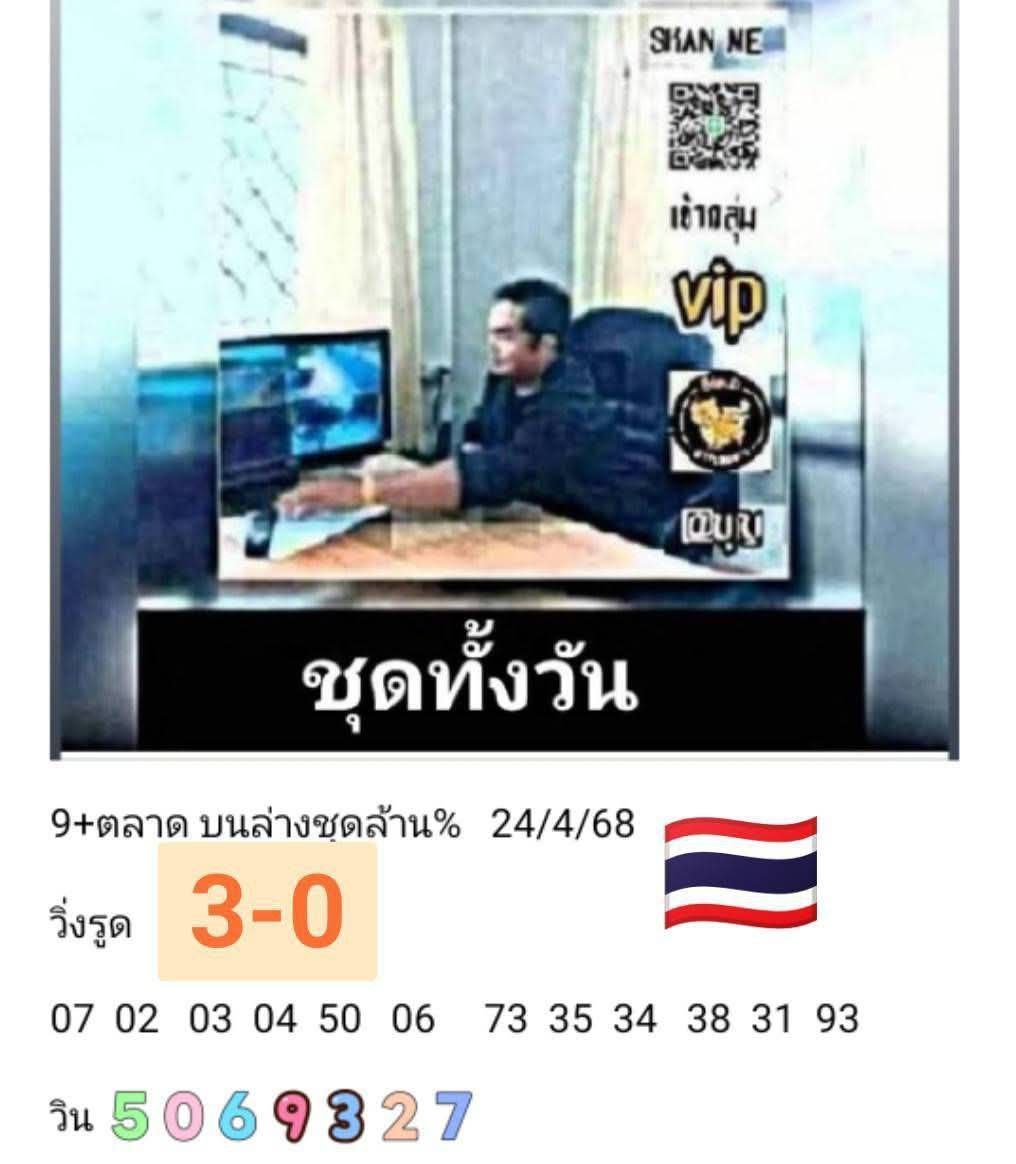 SHAN ME
เข้ากลุ่ม
vip
@บุญ
ชุดทั้งวัน
9+ตลาด บนล่างชุดล้าน% 24/4/68
วิ่งรูด 3-0
07 02 03 04 50 06 73 35 34 38 31 93
วิน 5 0 6 9 3 2 7